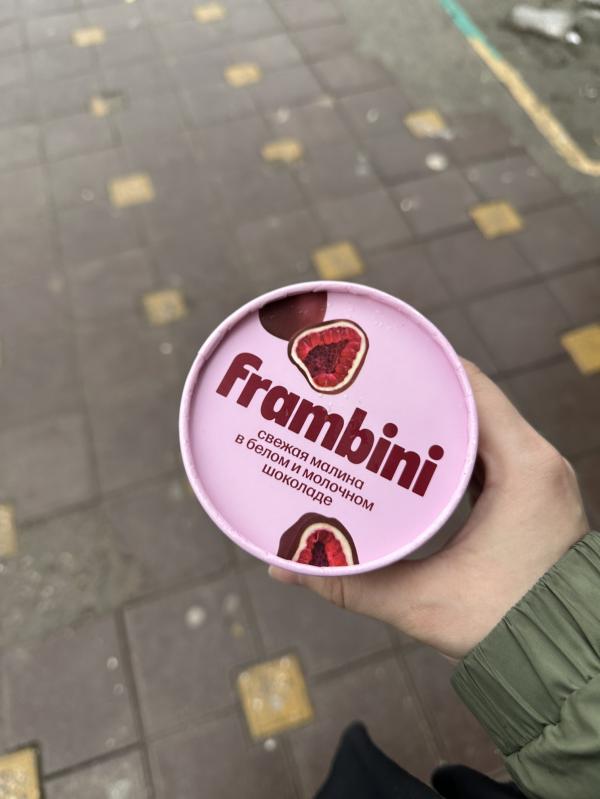 frambini
свежая малина
в белом и молочном
шоколаде